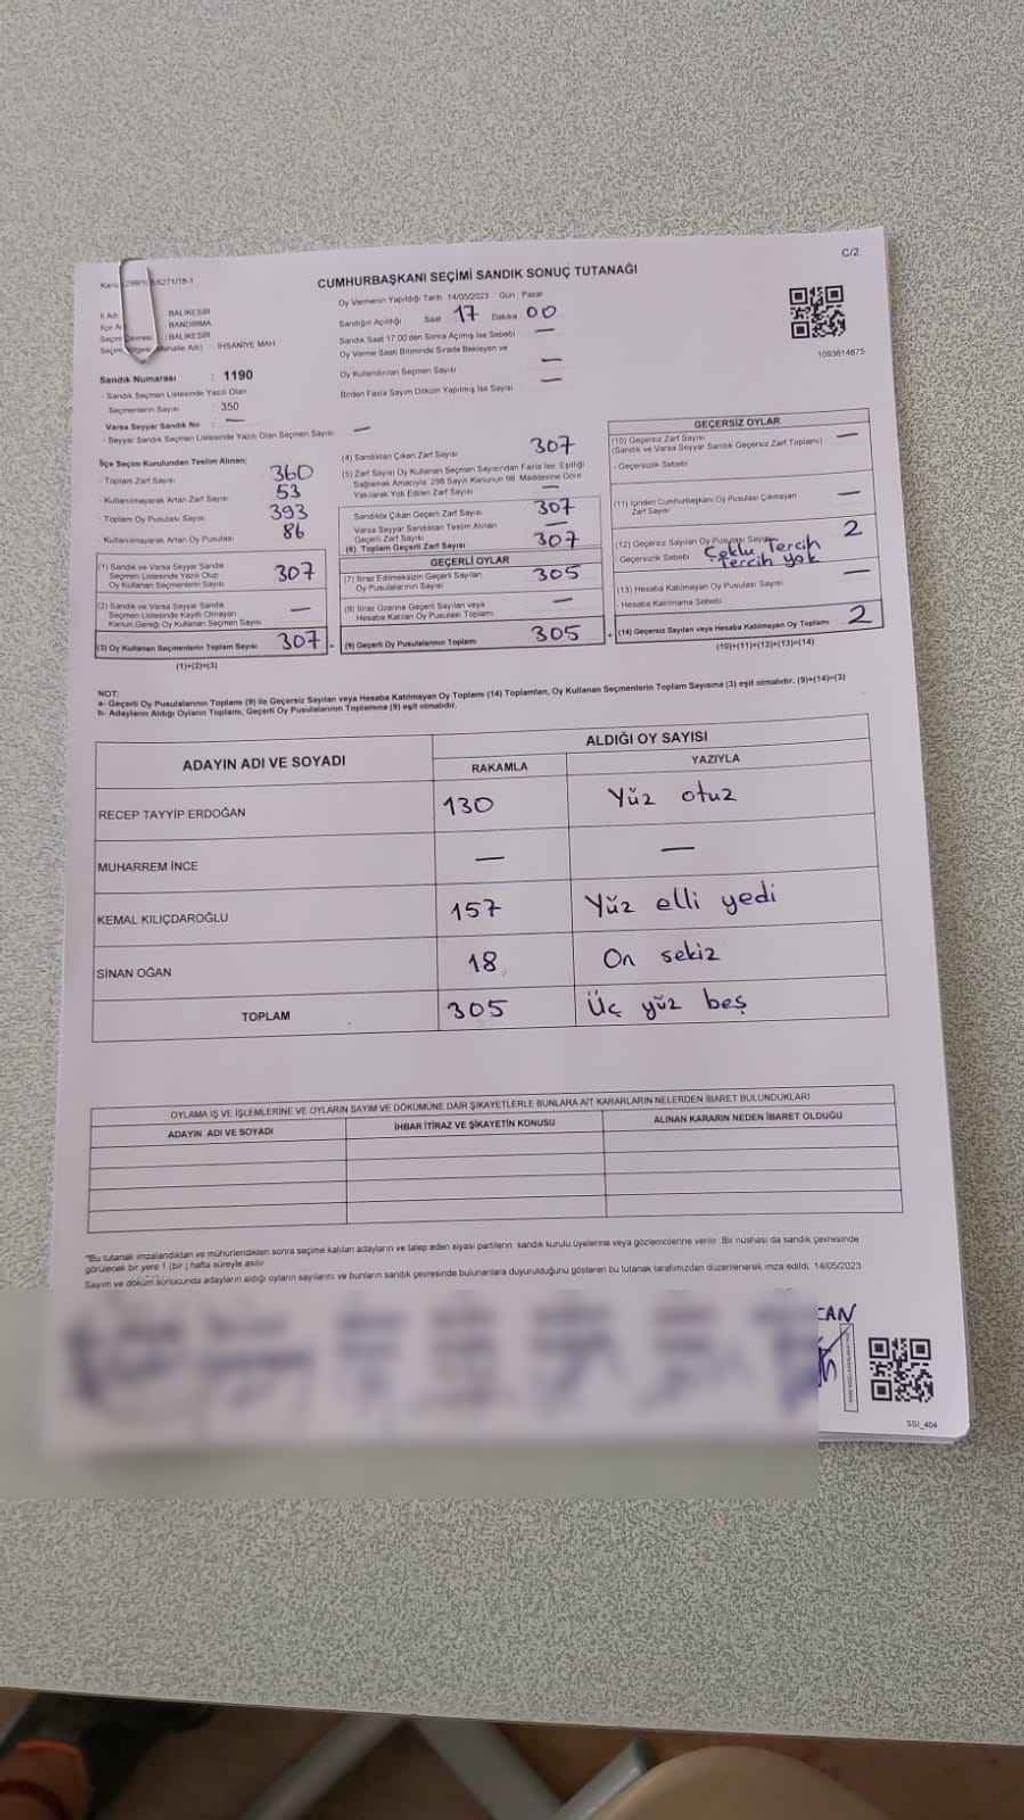 C/2
CUMHURBAŞKANI SEÇİMİ SANDIK SONUÇ TUTANAĞI
Oy Vermenin Yapıldığı Tarih 14/05/2023 Gün : Pazar
BALIKESİR
BANDIRMA
BALIKESİR
İHSANİYE MAH
Sandığın Açıldığı Saat 17 Dakika 00
Sandık Saat 17.00'den Sonra Açılmış İse Sebebi —
Oy Verme Saati Bitiminde Sırada Bekleyen ve
Oy Kullandırılan Seçmen Sayısı —
Birden Fazla Sayım Döküm Yapılmış İse Sayısı —
1093614675
Sandık Numarası : 1190
- Sandık Seçmen Listesinde Yazılı Olan
Seçmenlerin Sayısı : 350
Varsa Seyyar Sandık No : —
- Seyyar Sandık Seçmen Listesinde Yazılı Olan Seçmen Sayısı —
İlçe Seçim Kurulundan Teslim Alınan;
- Toplam Zarf Sayısı 360
- Kullanılmayarak Artan Zarf Sayısı 53
- Toplam Oy Pusulası Sayısı 393
- Kullanılmayarak Artan Oy Pusulası 86
(1) Sandık ve Varsa Seyyar Sandık
Seçmen Listesinde Yazılı Olup
Oy Kullanan Seçmenlerin Sayısı 307
(2) Sandık ve Varsa Seyyar Sandık
Seçmen Listesinde Kayıtlı Olmayan
Kanun Gereği Oy Kullanan Seçmen Sayısı —
(3) Oy Kullanan Seçmenlerin Toplam Sayısı 307
(1)+(2)=(3)
(4) Sandıktan Çıkan Zarf Sayısı 307
(5) Zarf Sayısı Oy Kullanan Seçmen Sayısından Fazla İse Eşitliği
Sağlamak Amacıyla 298 Sayılı Kanunun 98. Maddesine Göre
Yakılarak Yok Edilen Zarf Sayısı —
Sandıkta Çıkan Geçerli Zarf Sayısı 307
Varsa Seyyar Sandıktan Teslim Alınan
Geçerli Zarf Sayısı —
(6) Toplam Geçerli Zarf Sayısı 307
GEÇERLİ OYLAR
(7) İtiraz Edilmeksizin Geçerli Sayılan
Oy Pusulalarının Sayısı 305
(8) İtiraz Üzerine Geçerli Sayılan veya
Hesaba Katılan Oy Pusulası Toplamı —
(9) Geçerli Oy Pusulalarının Toplamı 305
GEÇERSİZ OYLAR
(10) Geçersiz Zarf Sayısı
(Sandık ve Varsa Seyyar Sandık Geçersiz Zarf Toplamı) —
- Geçersizlik Sebebi
(11) İçinden Cumhurbaşkanı Oy Pusulası Çıkmayan
Zarf Sayısı —
(12) Geçersiz Sayılan Oy Pusulası Sayısı 2
Geçersizlik Sebebi Çoklu Tercih
Tercih yok
(13) Hesaba Katılmayan Oy Pusulası Sayısı —
Hesaba Katılmama Sebebi
(14) Geçersiz Sayılan veya Hesaba Katılmayan Oy Toplamı 2
(10)+(11)+(12)+(13)=(14)
NOT:
a- Geçerli Oy Pusulalarının Toplamı (9) ile Geçersiz Sayılan veya Hesaba Katılmayan Oy Toplamı (14) Toplamları, Oy Kullanan Seçmenlerin Toplam Sayısına (3) eşit olmalıdır. (9)+(14)=(3)
b- Adayların Aldığı Oyların Toplamı, Geçerli Oy Pusulalarının Toplamına (9) eşit olmalıdır.
ADAYIN ADI VE SOYADI
ALDIĞI OY SAYISI
RAKAMLA YAZIYLA
RECEP TAYYİP ERDOĞAN 130 Yüz otuz
MUHARREM İNCE — —
KEMAL KILIÇDAROĞLU 157 Yüz elli yedi
SİNAN OĞAN 18 On sekiz
TOPLAM 305 Üç yüz beş
OYLAMA İŞ VE İŞLEMLERİNE VE OYLARIN SAYIM VE DÖKÜMÜNE DAİR ŞİKAYETLERLE BUNLARA AİT KARARLARIN NELERDEN İBARET BULUNDUKLARI
ADAYIN ADI VE SOYADI İHBAR İTİRAZ VE ŞİKAYETİN KONUSU ALINAN KARARIN NEDEN İBARET OLDUĞU
*Bu tutanak imzalandıktan ve mühürlendikten sonra seçime katılan adayların ve talep eden siyasi partilerin sandık kurulu üyelerine veya gözlemcilerine verilir. Bir nüshası da sandık çevresinde
görülecek bir yere 1 (bir) hafta süreyle asılır
Sayım ve döküm sonucunda adayların aldığı oyların sayılarını ve bunların sandık çevresinde bulunanlara duyurulduğunu gösteren bu tutanak tarafımızdan düzenlenerek imza edildi. 14/05/2023
CAN
SSI_404